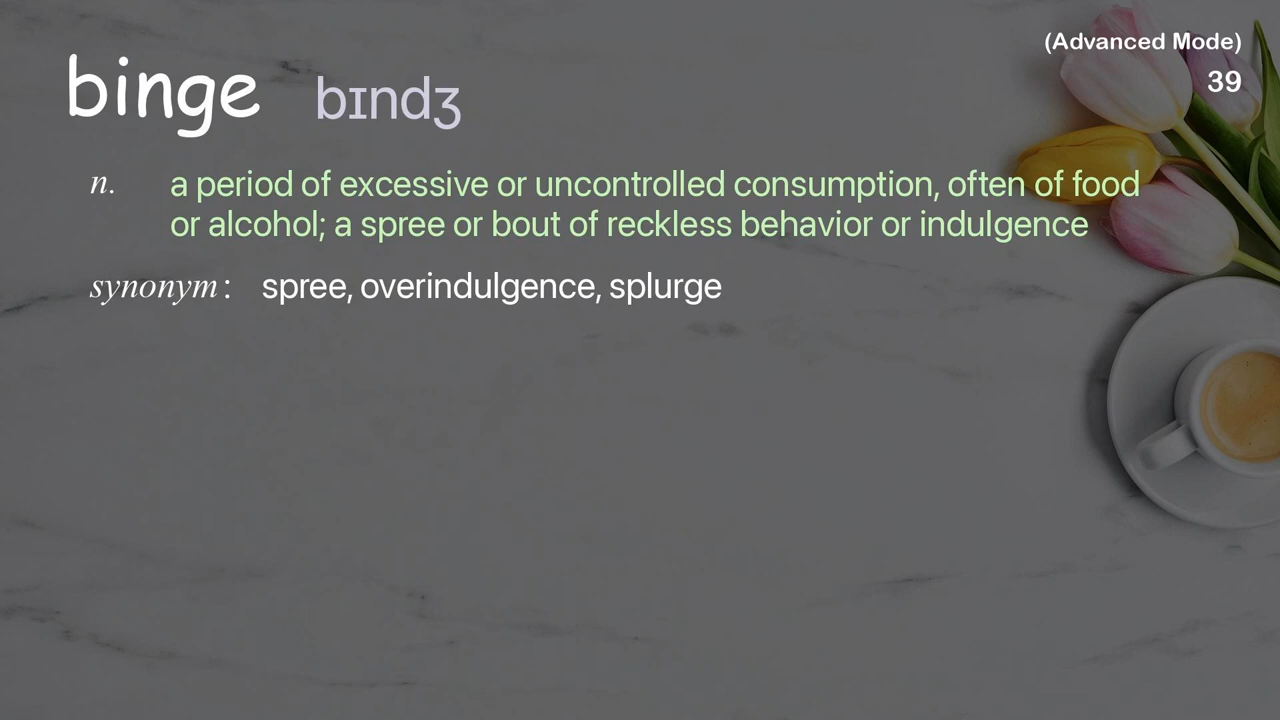 (Advanced Mode)
39
binge bɪndʒ
n. a period of excessive or uncontrolled consumption, often of food
or alcohol; a spree or bout of reckless behavior or indulgence
synonym : spree, overindulgence, splurge